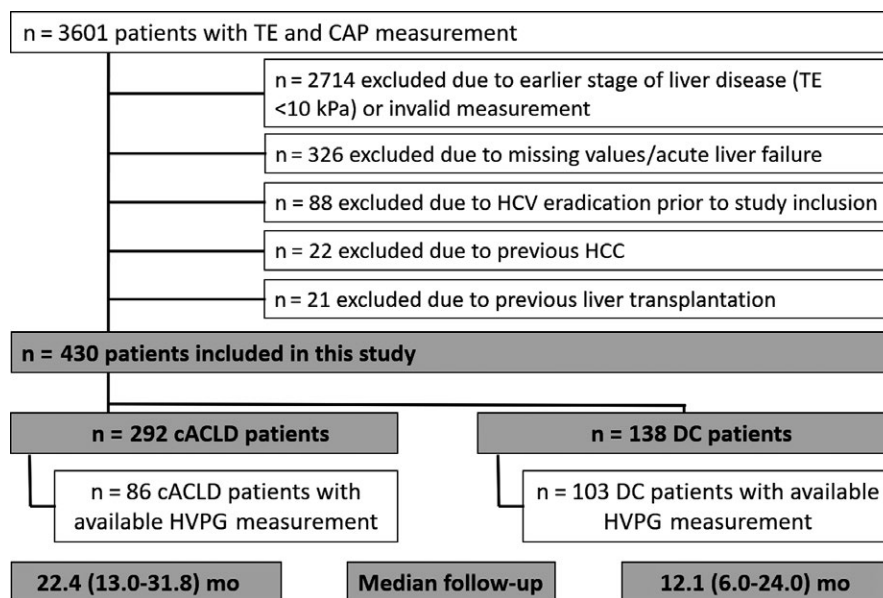 n = 3601 patients with TE and CAP measurement
n = 2714 excluded due to earlier stage of liver disease (TE
<10 kPa) or invalid measurement
n = 326 excluded due to missing values/acute liver failure
n = 88 excluded due to HCV eradication prior to study inclusion
n = 22 excluded due to previous HCC
n = 21 excluded due to previous liver transplantation
n = 430 patients included in this study
n = 292 cACLD patients
n = 138 DC patients
n = 86 cACLD patients with
available HVPG measurement
n = 103 DC patients with available
HVPG measurement
22.4 (13.0-31.8) mo
Median follow-up
12.1 (6.0-24.0) mo